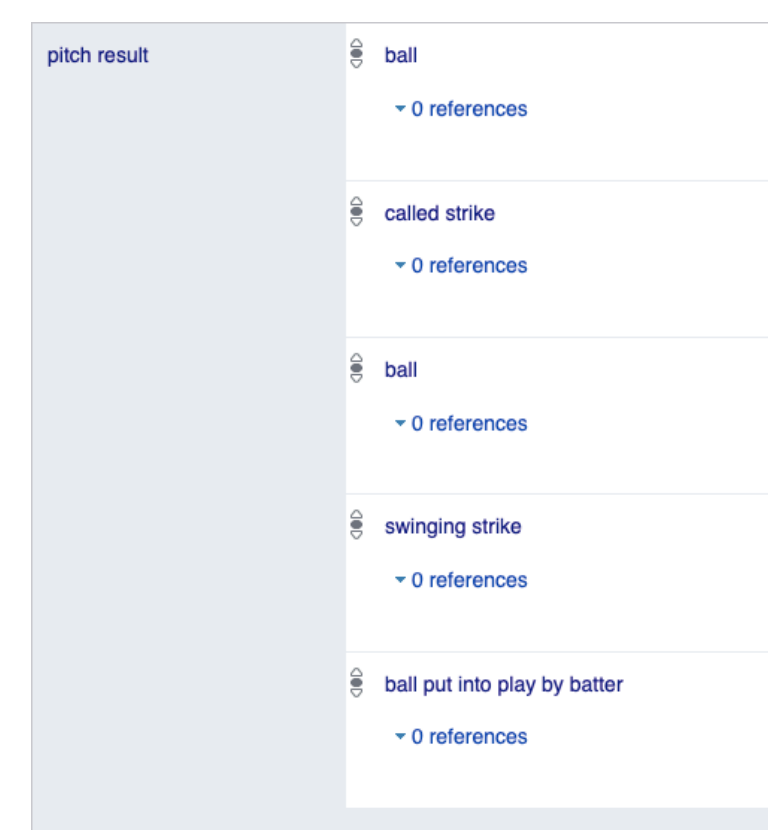 pitch result
ball
0 references
called strike
0 references
ball
0 references
swinging strike
0 references
ball put into play by batter
0 references